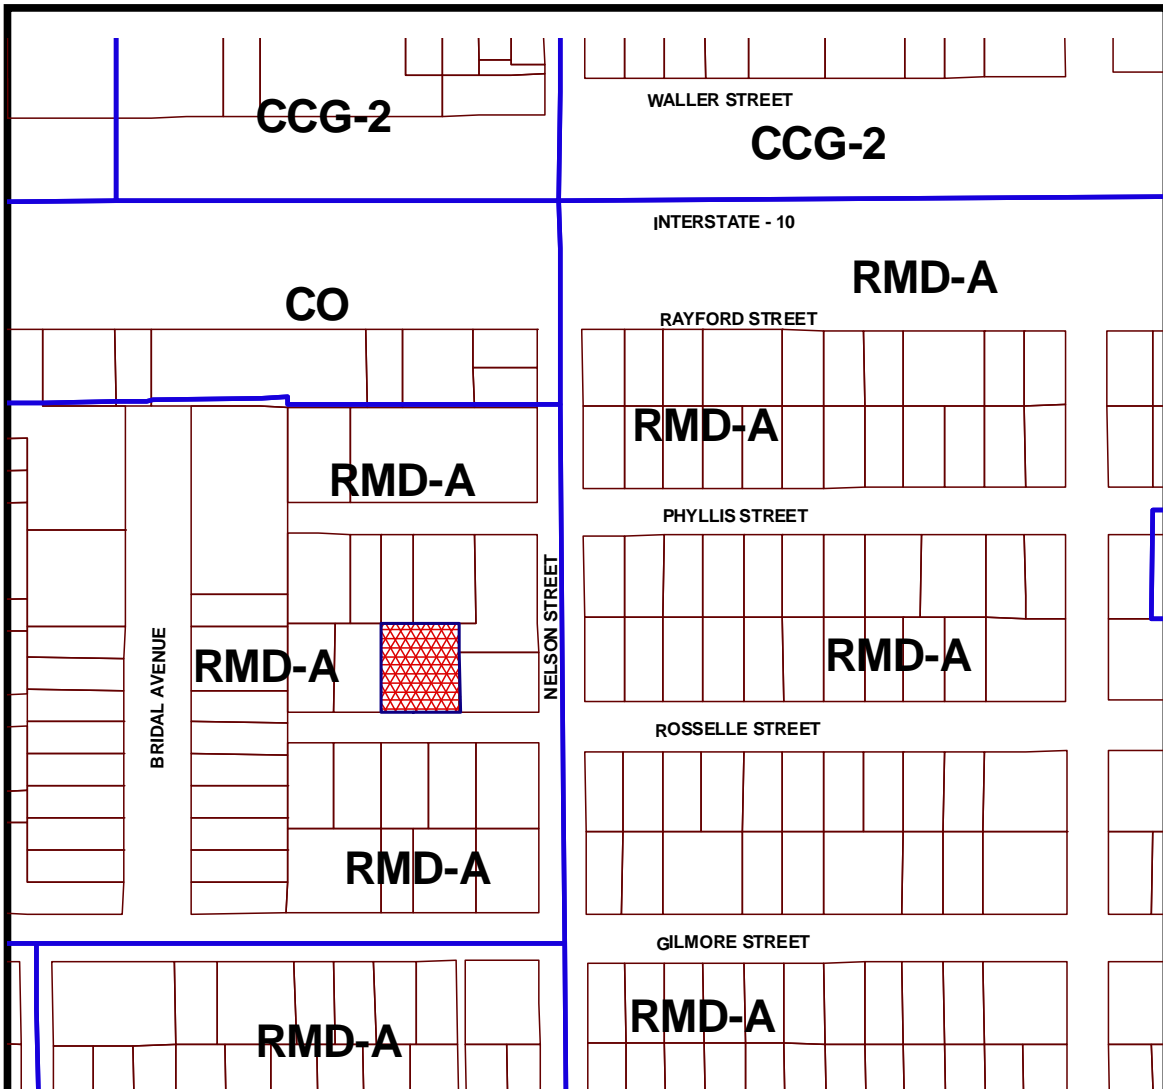 WALLER STREET
CCG-2
CCG-2
INTERSTATE - 10
RMD-A
CO
RAYFORD STREET
RMD-A
RMD-A
PHYLLIS STREET
NELSON STREET
BRIDAL AVENUE
RMD-A
RMD-A
ROSSELLE STREET
RMD-A
GILMORE STREET
RMD-A
RMD-A